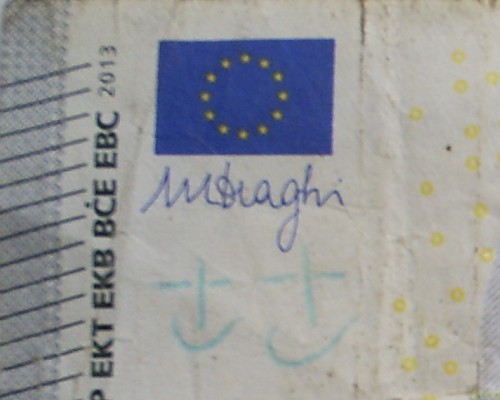 2013
P EKT EKB BĊE EBC
MDraghi